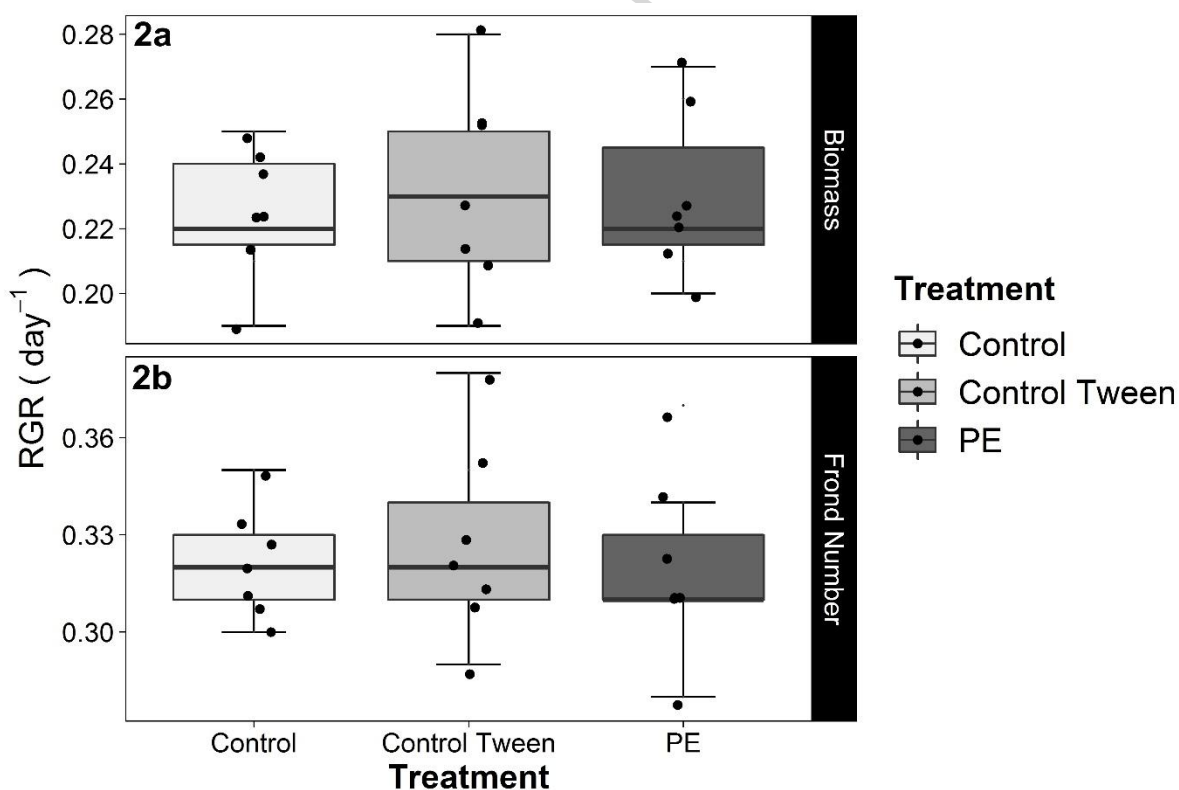 2a
0.28
0.26
0.24
0.22
0.20
Biomass
2b
0.36
0.33
0.30
Frond Number
RGR ( day⁻¹ )
Control
Control Tween
PE
Treatment
Treatment
Control
Control Tween
PE